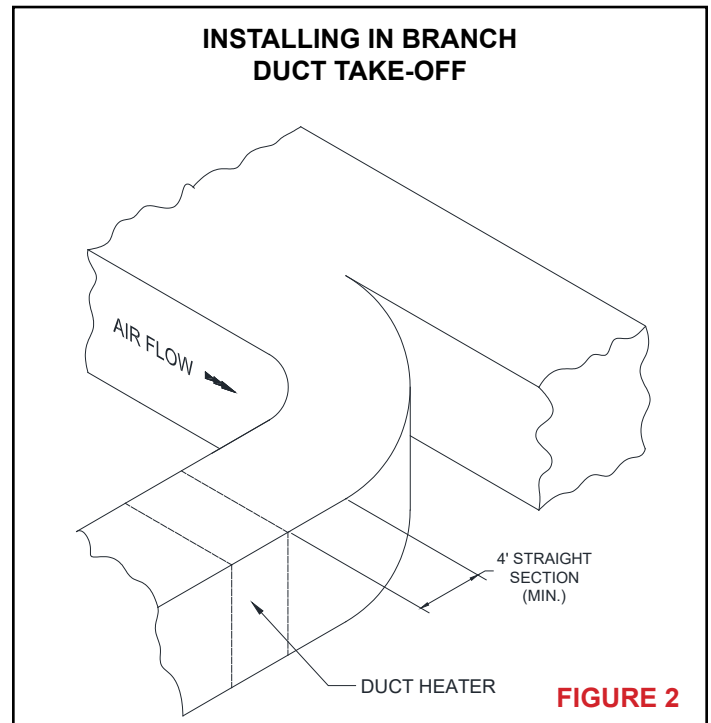 INSTALLING IN BRANCH
DUCT TAKE-OFF
AIR FLOW
4' STRAIGHT
SECTION
(MIN.)
DUCT HEATER
FIGURE 2